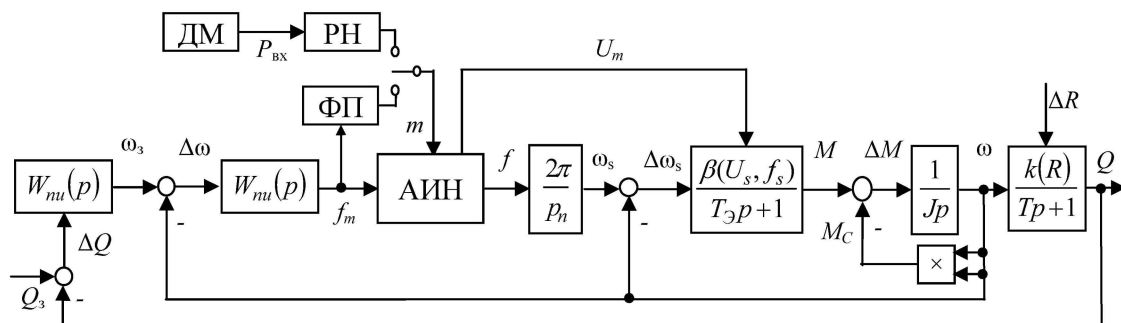 ДМ
P_вх
РН
U_m
ФП
m
ΔR
ω_з
Δω
f
ω_s
Δω_s
M
ΔM
ω
Q
W_пи(p)
W_пи(p)
f_m
АИН
2π
p_n
β(U_s, f_s)
T_Э p + 1
1
Jp
k(R)
Tp + 1
-
-
-
M_C
×
ΔQ
Q_з
-